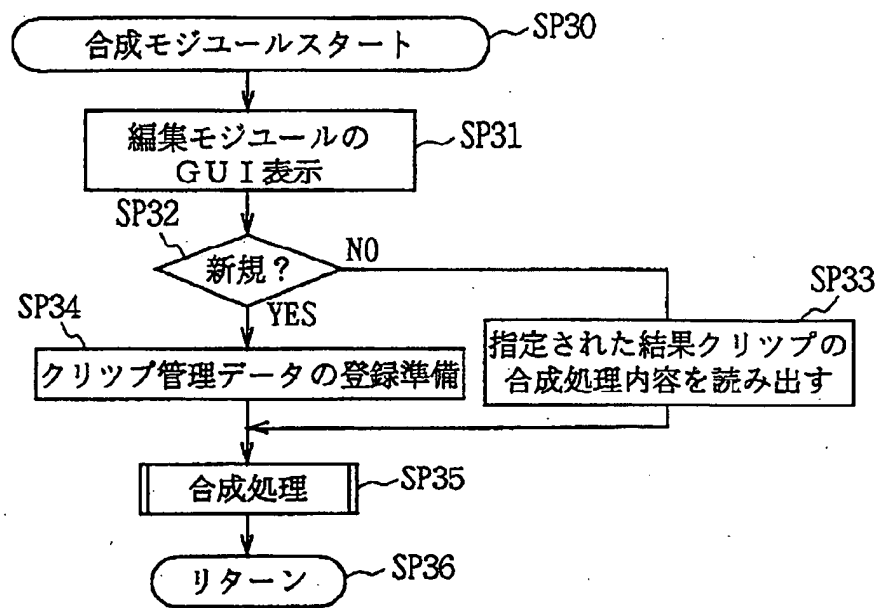 合成モジユールスタート
SP30
編集モジユールの
ＧＵＩ表示
SP31
SP32
新規？
NO
YES
SP33
指定された結果クリツプの
合成処理内容を読み出す
SP34
クリツプ管理データの登録準備
合成処理
SP35
リターン
SP36